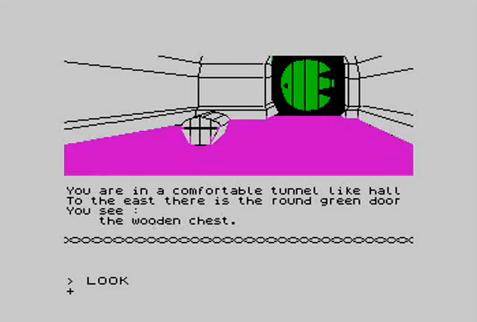 You are in a comfortable tunnel like hall
To the east there is the round green door
You see :
the wooden chest.
> LOOK
+